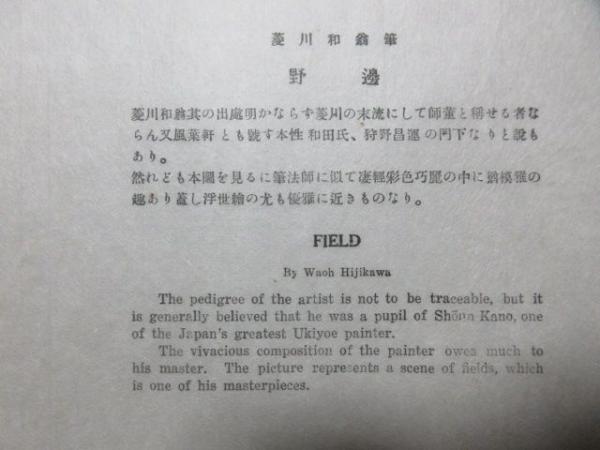 菱川和翁筆
野邊
菱川和翁其の出處明かならず菱川の末流にして師董と稱せる者な
らん又風葉軒とも號す本性和田氏、狩野昌運の門下なりと說も
あり。
然れども本圖を見るに筆法師に似て凄輕彩色巧麗の中に模雅の
趣あり蓋し浮世繪の尤も優雅に近きものなり。
FIELD
By Waoh Hijikawa
The pedigree of the artist is not to be traceable, but it
is generally believed that he was a pupil of Shōun Kano, one
of the Japan's greatest Ukiyoe painter.
The vivacious composition of the painter owes much to
his master. The picture represents a scene of fields, which
is one of his masterpieces.